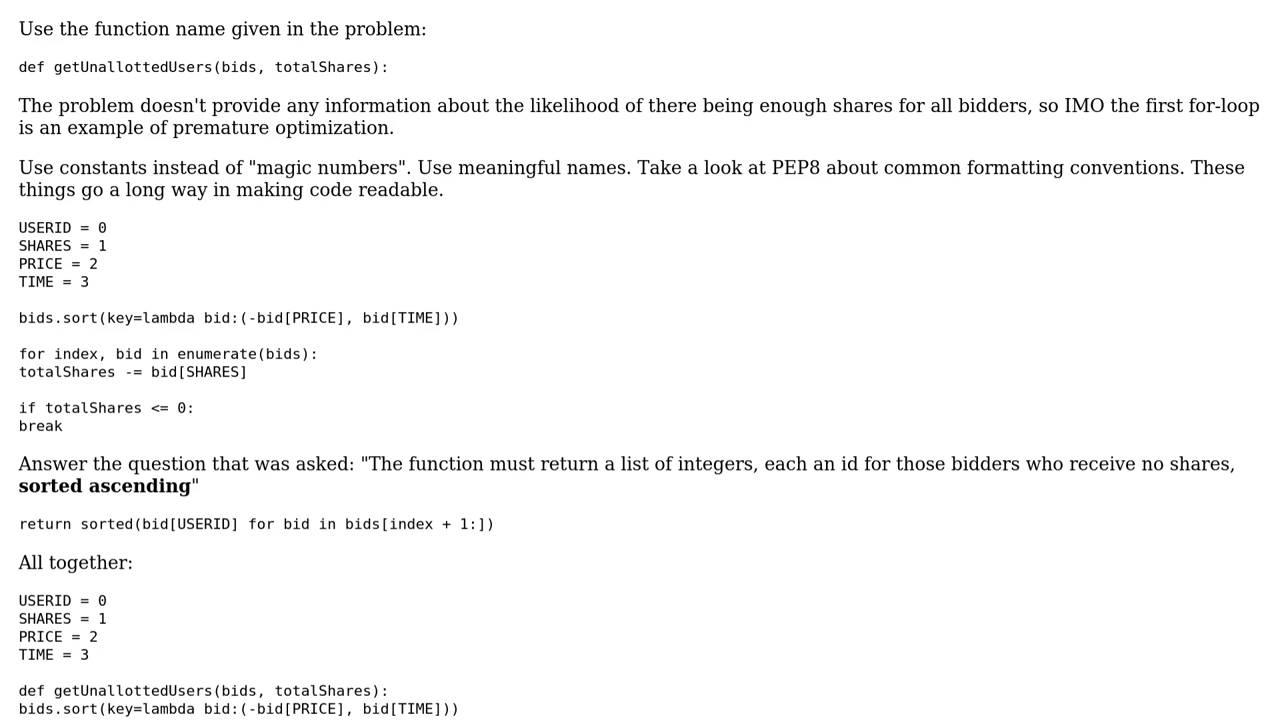 Use the function name given in the problem:
def getUnallottedUsers(bids, totalShares):
The problem doesn't provide any information about the likelihood of there being enough shares for all bidders, so IMO the first for-loop
is an example of premature optimization.
Use constants instead of "magic numbers". Use meaningful names. Take a look at PEP8 about common formatting conventions. These
things go a long way in making code readable.
USERID = 0
SHARES = 1
PRICE = 2
TIME = 3
bids.sort(key=lambda bid:(-bid[PRICE], bid[TIME]))
for index, bid in enumerate(bids):
totalShares -= bid[SHARES]
if totalShares <= 0:
break
Answer the question that was asked: "The function must return a list of integers, each an id for those bidders who receive no shares,
sorted ascending"
return sorted(bid[USERID] for bid in bids[index + 1:])
All together:
USERID = 0
SHARES = 1
PRICE = 2
TIME = 3
def getUnallottedUsers(bids, totalShares):
bids.sort(key=lambda bid:(-bid[PRICE], bid[TIME]))